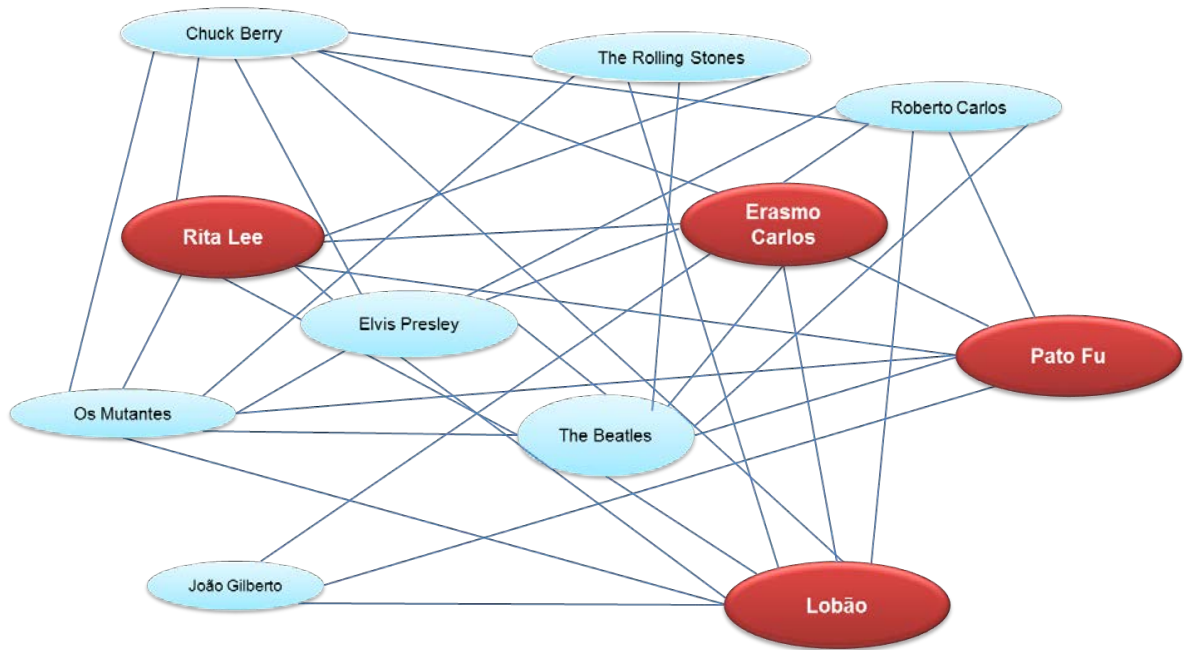 Chuck Berry
The Rolling Stones
Roberto Carlos
Rita Lee
Erasmo
Carlos
Elvis Presley
Pato Fu
Os Mutantes
The Beatles
João Gilberto
Lobão